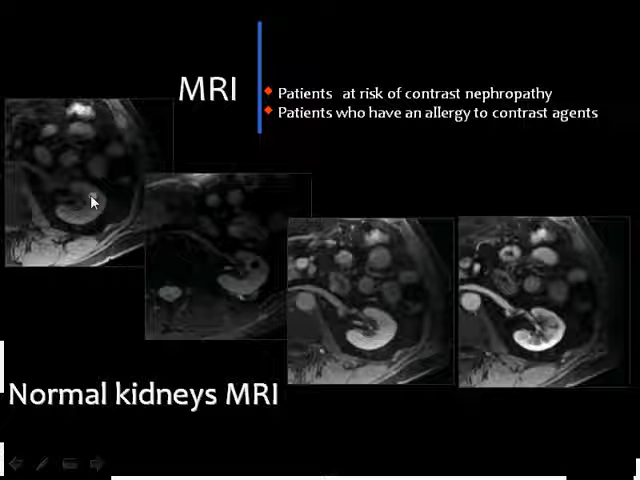 MRI
Patients at risk of contrast nephropathy
Patients who have an allergy to contrast agents
Normal kidneys MRI